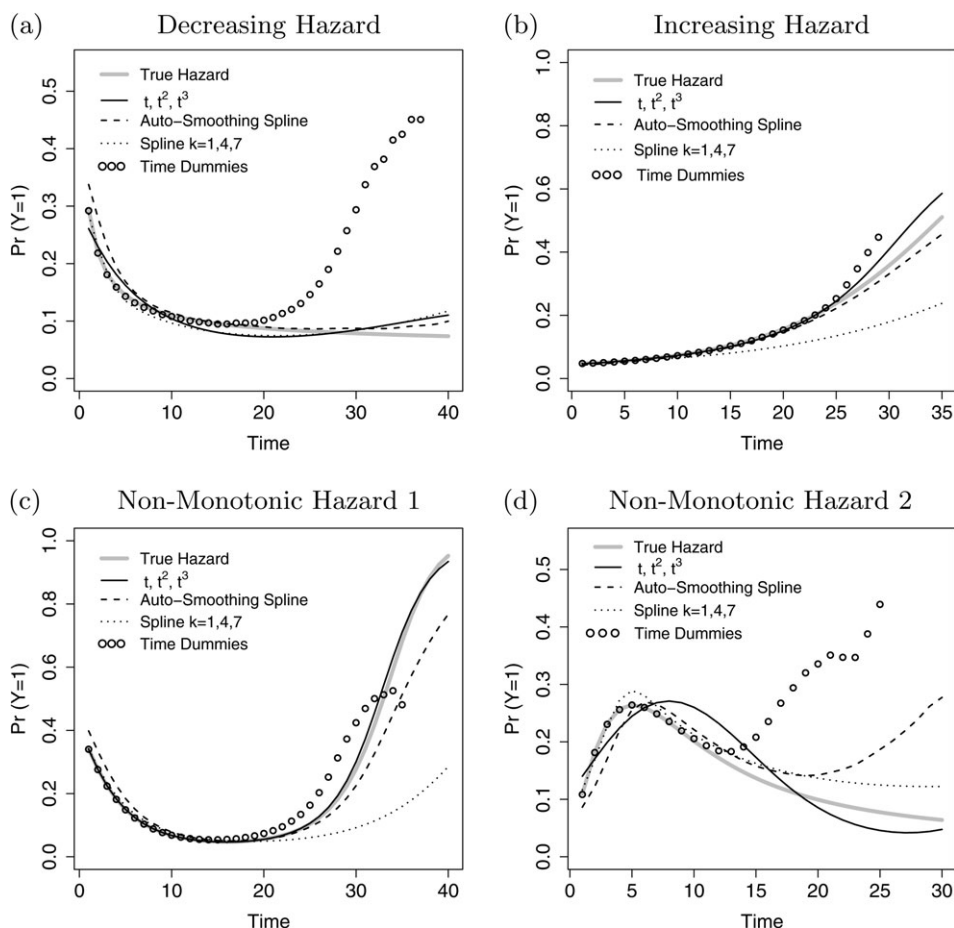 (a) Decreasing Hazard
True Hazard
t, t², t³
Auto−Smoothing Spline
Spline k=1,4,7
Time Dummies
Pr (Y=1)
0.5
0.4
0.3
0.2
0.1
0.0
0 10 20 30 40
Time
(b) Increasing Hazard
True Hazard
t, t², t³
Auto−Smoothing Spline
Spline k=1,4,7
Time Dummies
Pr (Y=1)
1.0
0.8
0.6
0.4
0.2
0.0
0 5 10 15 20 25 30 35
Time
(c) Non-Monotonic Hazard 1
True Hazard
t, t², t³
Auto−Smoothing Spline
Spline k=1,4,7
Time Dummies
Pr (Y=1)
1.0
0.8
0.6
0.4
0.2
0.0
0 10 20 30 40
Time
(d) Non-Monotonic Hazard 2
True Hazard
t, t², t³
Auto−Smoothing Spline
Spline k=1,4,7
Time Dummies
Pr (Y=1)
0.5
0.4
0.3
0.2
0.1
0.0
0 5 10 15 20 25 30
Time